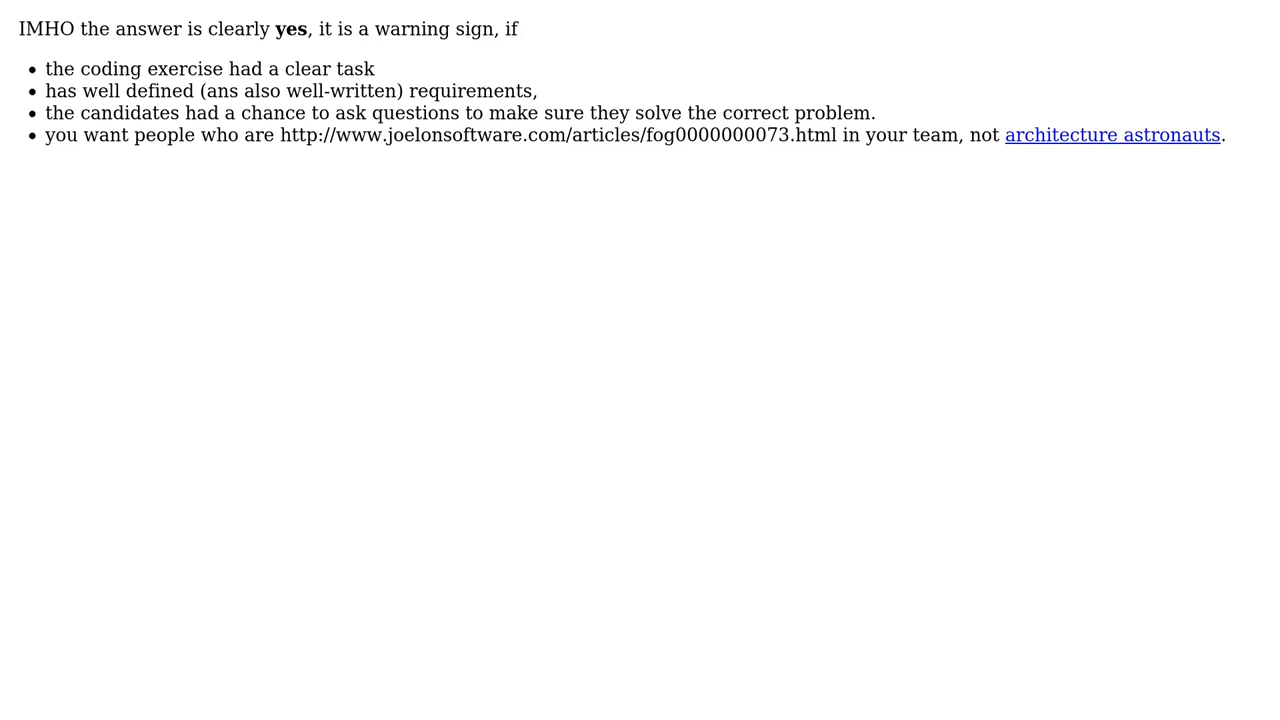 IMHO the answer is clearly yes, it is a warning sign, if
• the coding exercise had a clear task
• has well defined (ans also well-written) requirements,
• the candidates had a chance to ask questions to make sure they solve the correct problem.
• you want people who are http://www.joelonsoftware.com/articles/fog0000000073.html in your team, not architecture astronauts.